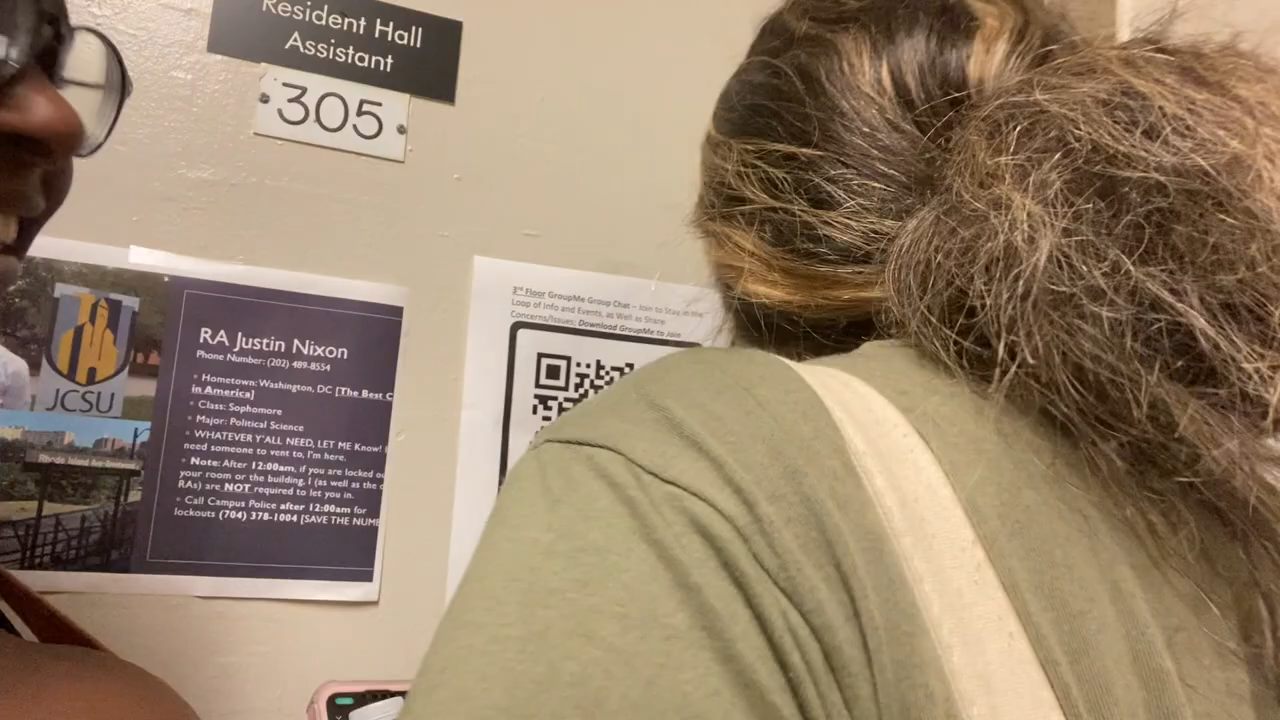 Resident Hall
Assistant
305
JCSU
RA Justin Nixon
Phone Number: (202) 489-8554
• Hometown: Washington, DC [The Best C
in America]
• Class: Sophomore
• Major: Political Science
• WHATEVER Y'ALL NEED, LET ME Know!
need someone to vent to, I'm here.
• Note: After 12:00am, if you are locked
your room or the building, I (as well as the
RAs) are NOT required to let you in.
• Call Campus Police after 12:00am for
lockouts (704) 378-1004 [SAVE THE NUMB
3rd Floor GroupMe Group Chat – Join to Stay in the
Loop of Info and Events, as Well as Share
Concerns/Issues; Download GroupMe to Join